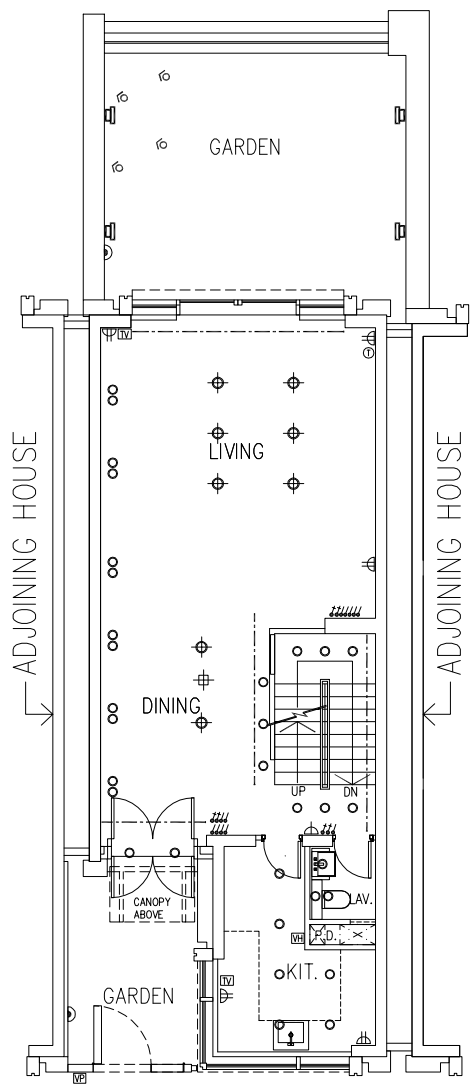 GARDEN
TV
T
LIVING
ADJOINING HOUSE
ADJOINING HOUSE
DINING
UP
DN
CANOPY
ABOVE
LAV.
P.D.
VH
KIT.
TV
GARDEN
VP